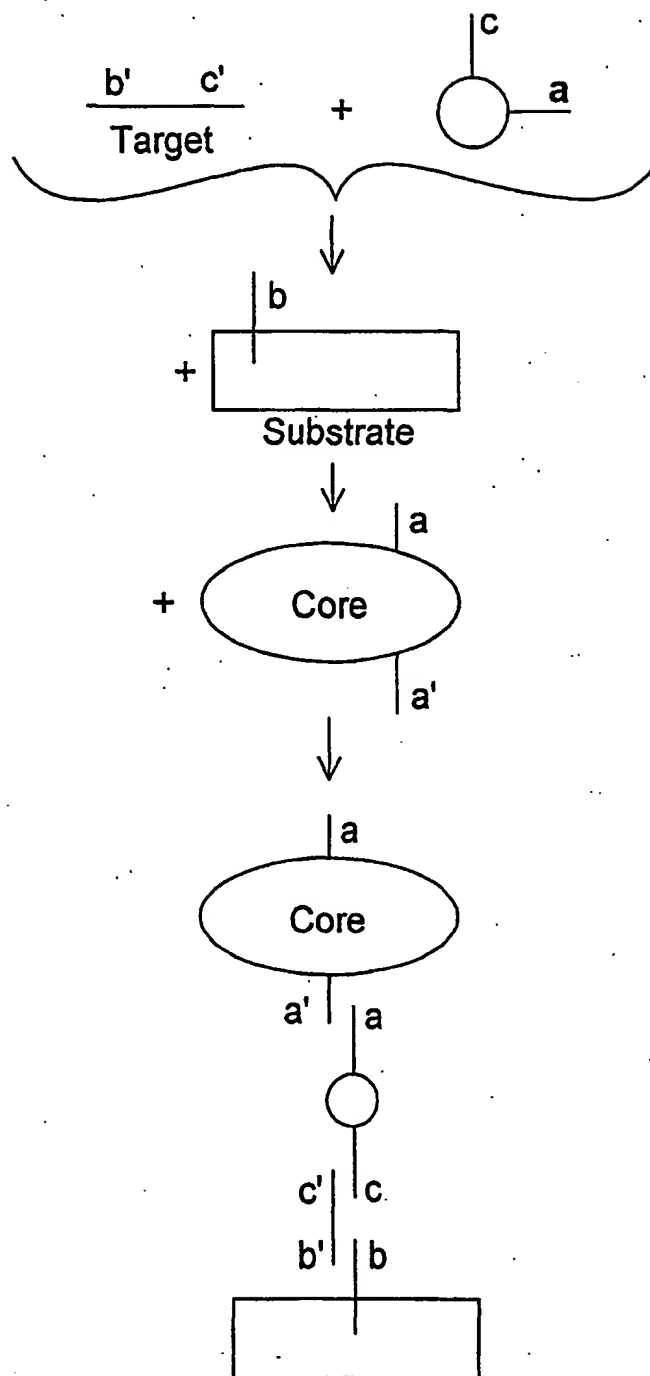 c
b' c' + a
Target
b
+
Substrate
a
+ Core
a'
a
Core
a' a
c' c
b' b